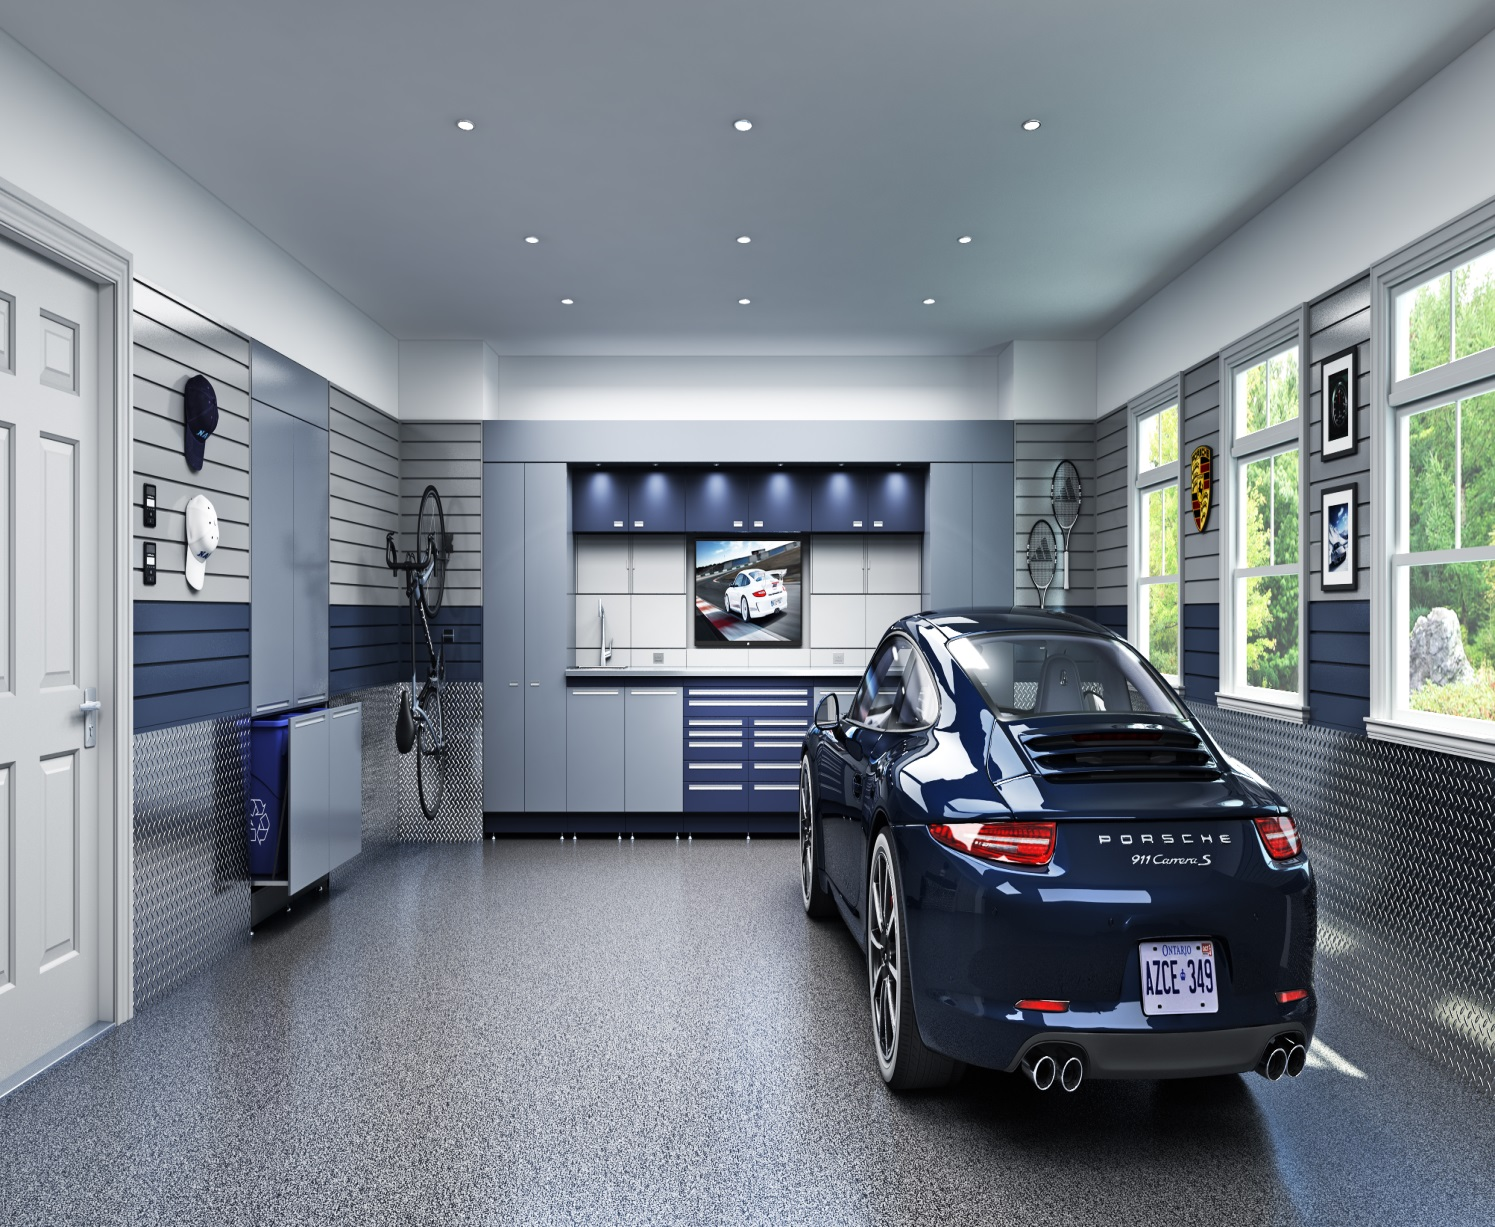 PORSCHE
911 Carrera S
ONTARIO
AZCE 349